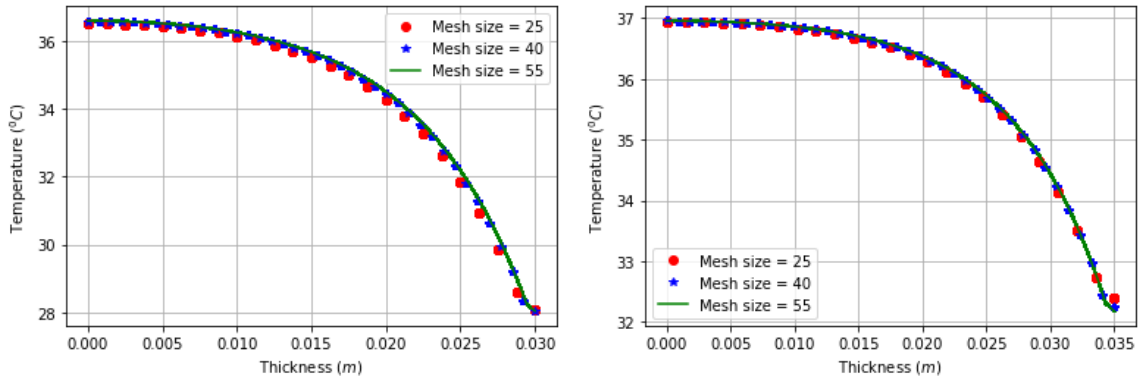 36
34
32
30
28
Temperature (⁰C)
0.000 0.005 0.010 0.015 0.020 0.025 0.030
Thickness (m)
Mesh size = 25
Mesh size = 40
Mesh size = 55
37
36
35
34
33
32
Temperature (⁰C)
0.000 0.005 0.010 0.015 0.020 0.025 0.030 0.035
Thickness (m)
Mesh size = 25
Mesh size = 40
Mesh size = 55